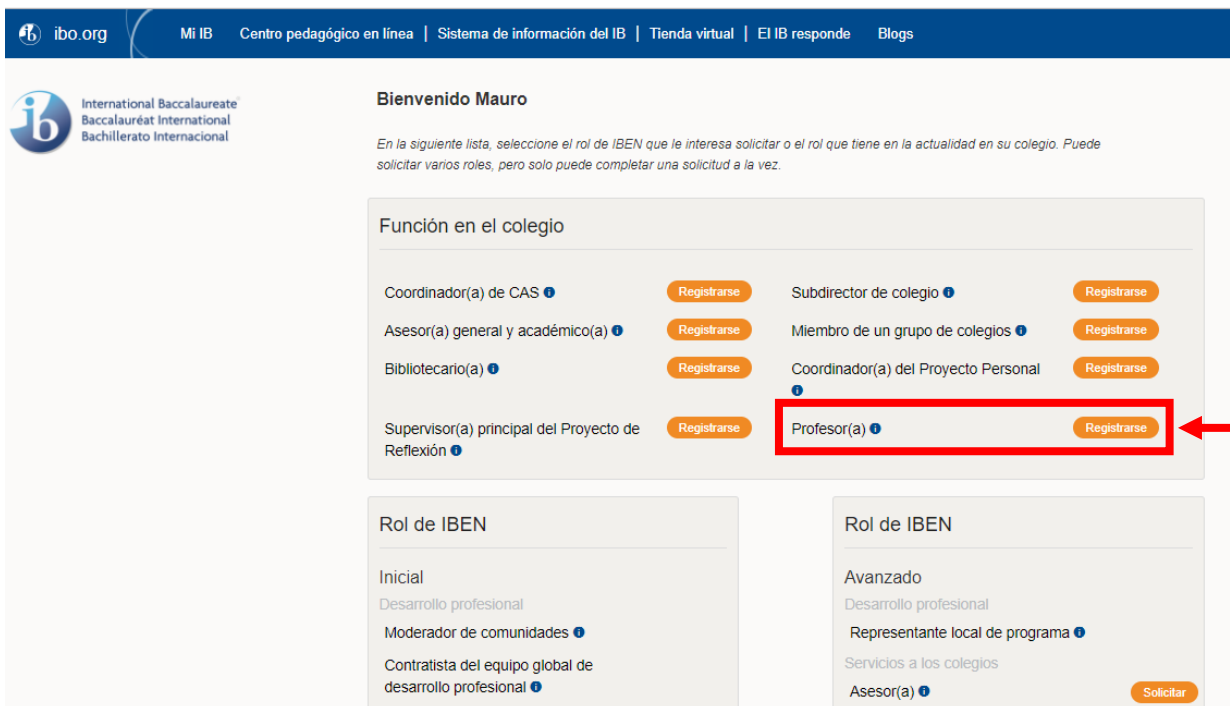 ibo.org
Mi IB Centro pedagógico en línea | Sistema de información del IB | Tienda virtual | El IB responde Blogs
International Baccalaureate
Baccalauréat International
Bachillerato Internacional
Bienvenido Mauro
En la siguiente lista, seleccione el rol de IBEN que le interesa solicitar o el rol que tiene en la actualidad en su colegio. Puede
solicitar varios roles, pero solo puede completar una solicitud a la vez.
Función en el colegio
Coordinador(a) de CAS Registrarse
Subdirector de colegio Registrarse
Asesor(a) general y académico(a) Registrarse
Miembro de un grupo de colegios Registrarse
Bibliotecario(a) Registrarse
Coordinador(a) del Proyecto Personal Registrarse
Supervisor(a) principal del Proyecto de Registrarse
Reflexión
Profesor(a) Registrarse
Rol de IBEN
Inicial
Desarrollo profesional
Moderador de comunidades
Contratista del equipo global de
desarrollo profesional
Rol de IBEN
Avanzado
Desarrollo profesional
Representante local de programa
Servicios a los colegios
Asesor(a) Solicitar